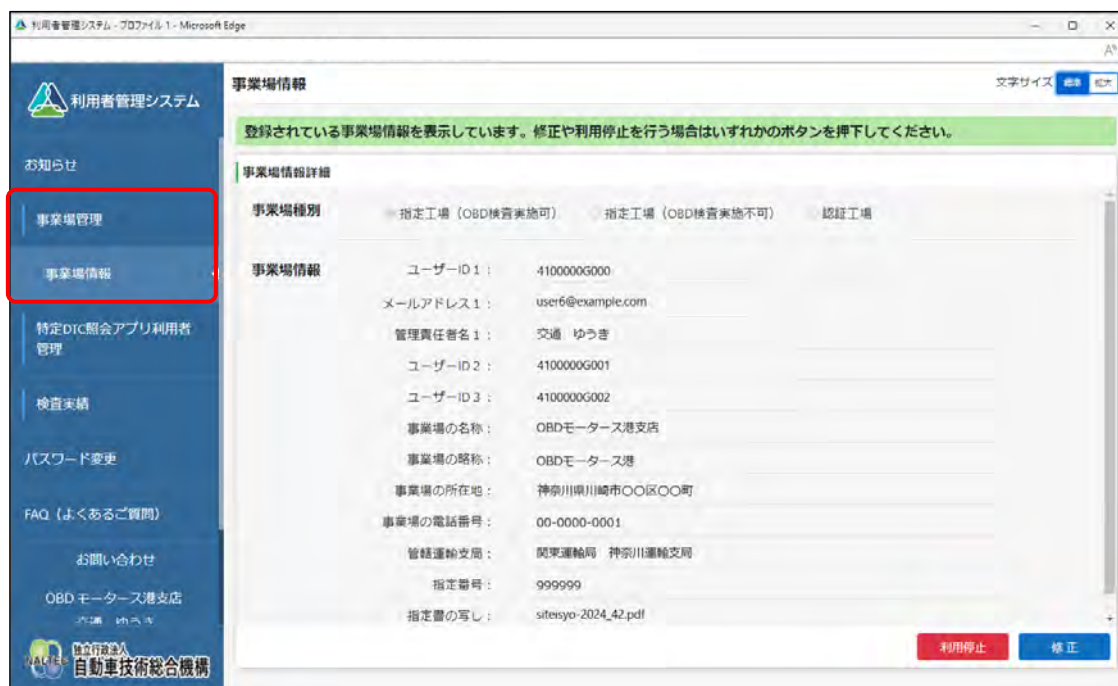 利用者管理システム - プロファイル 1 - Microsoft Edge
利用者管理システム
お知らせ
事業場管理
事業場情報
特定DTC照会アプリ利用者
管理
検査実績
パスワード変更
FAQ（よくあるご質問）
お問い合わせ
OBD モータース港支店
交通 ゆうき
NALTEC
独立行政法人
自動車技術総合機構
事業場情報
文字サイズ 標準 拡大
登録されている事業場情報を表示しています。修正や利用停止を行う場合はいずれかのボタンを押下してください。
事業場情報詳細
事業場種別 指定工場（OBD検査実施可） 指定工場（OBD検査実施不可） 認証工場
事業場情報 ユーザーID1： 4100000G000
メールアドレス1： user6@example.com
管理責任者名1： 交通 ゆうき
ユーザーID2： 4100000G001
ユーザーID3： 4100000G002
事業場の名称： OBDモータース港支店
事業場の略称： OBDモータース港
事業場の所在地： 神奈川県川崎市〇〇区〇〇町
事業場の電話番号： 00-0000-0001
管轄運輸支局： 関東運輸局 神奈川運輸支局
指定番号： 999999
指定書の写し： siteisyo-2024_42.pdf
利用停止 修正